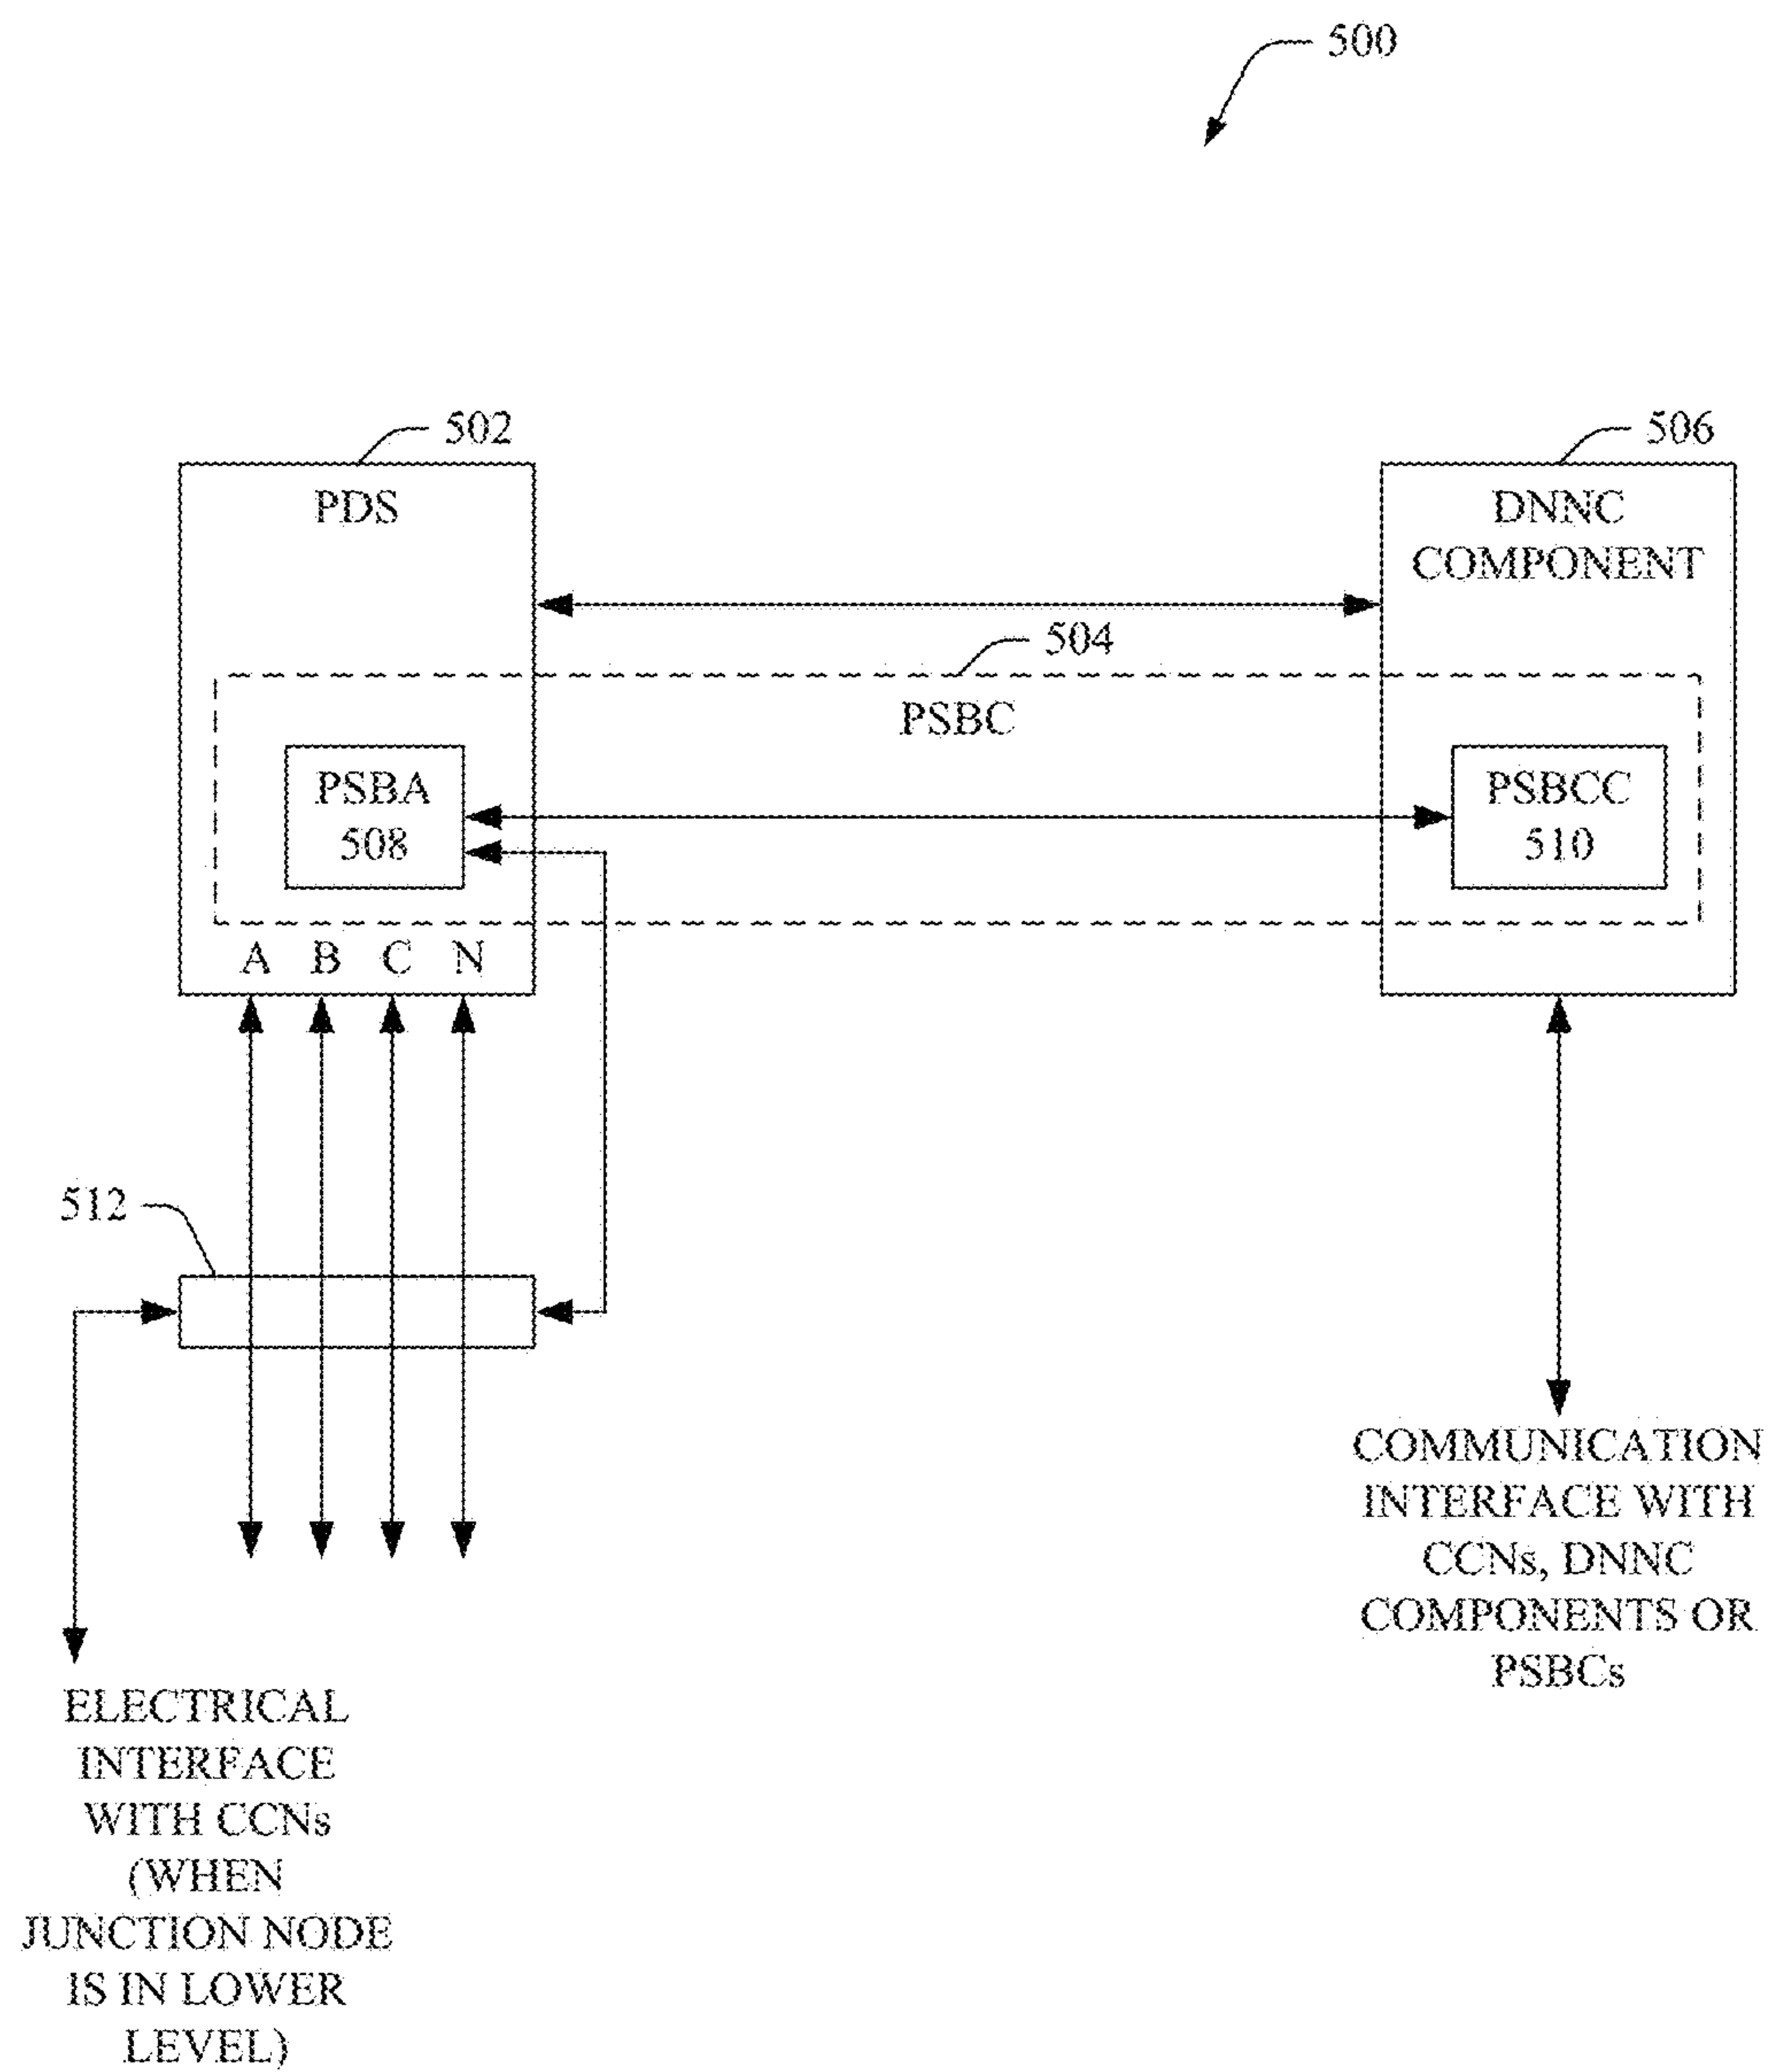 500
502
506
PDS
DNNC
COMPONENT
504
PSBC
PSBA
508
PSBCC
510
A B C N
512
COMMUNICATION
INTERFACE WITH
CCNs, DNNC
COMPONENTS OR
PSBCs
ELECTRICAL
INTERFACE
WITH CCNs
(WHEN
JUNCTION NODE
IS IN LOWER
LEVEL)